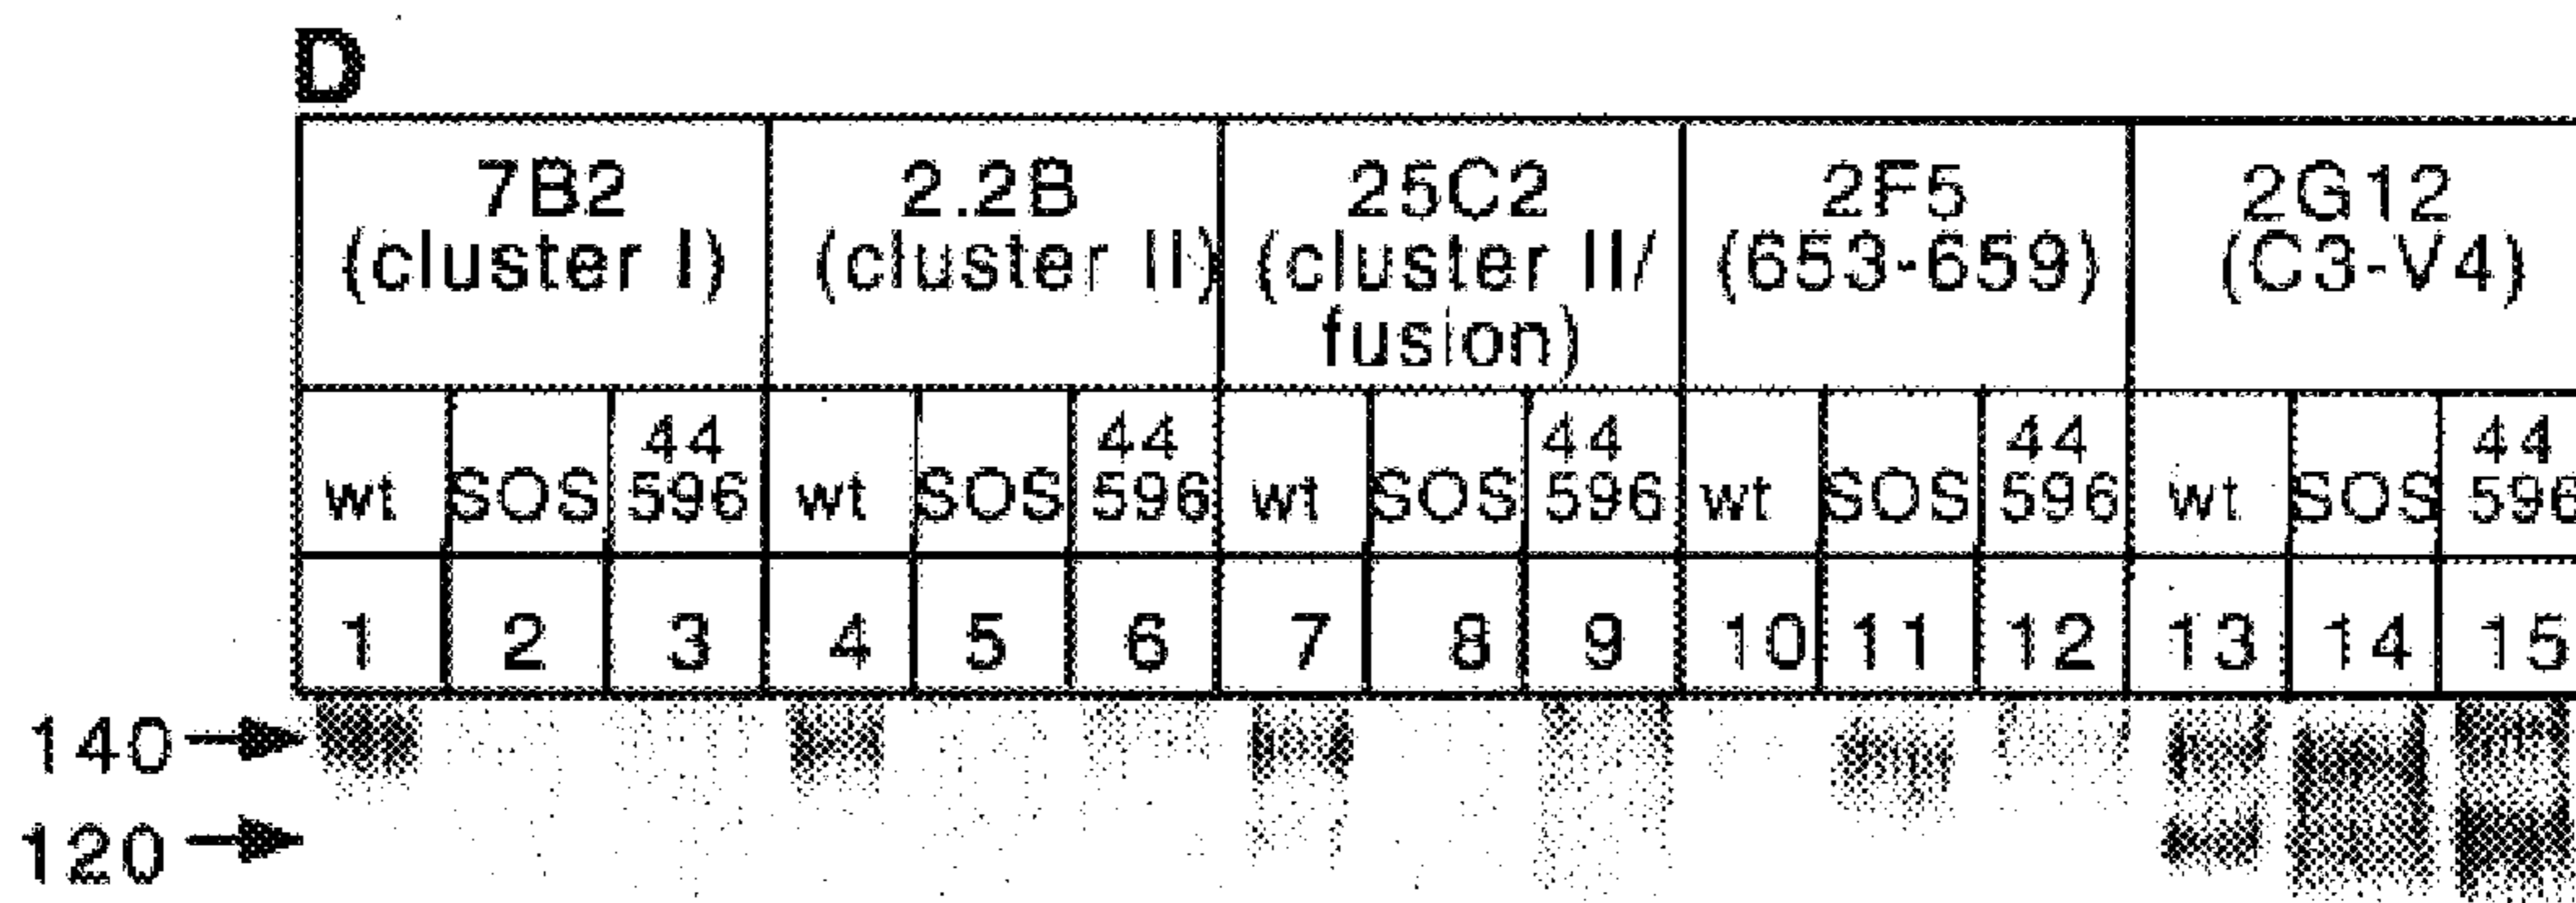 D
7B2 2.2B 25C2 2F5 2G12
(cluster I) (cluster II) (cluster II/ (653-659) (C3-V4)
fusion)
44 44 44 44 44
wt SOS 596 wt SOS 596 wt SOS 596 wt SOS 596 wt SOS 596
1 2 3 4 5 6 7 8 9 10 11 12 13 14 15
140
120